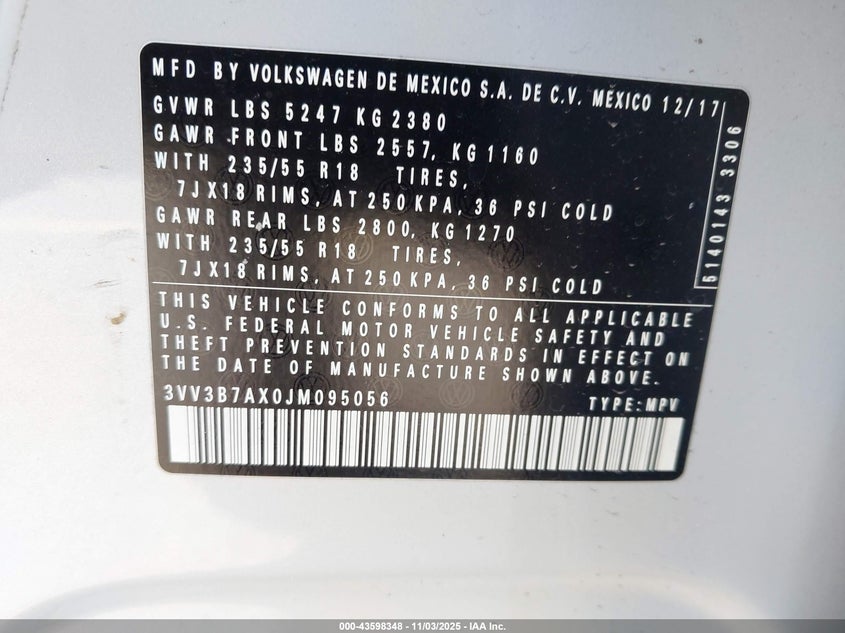 MFD BY VOLKSWAGEN DE MEXICO S.A. DE C.V. MEXICO 12/17
GVWR LBS 5247 KG 2380
GAWR FRONT LBS 2557, KG 1160
WITH 235/55 R18 TIRES,
7JX18 RIMS, AT 250 KPA, 36 PSI COLD
GAWR REAR LBS 2800, KG 1270
WITH 235/55 R18 TIRES,
7JX18 RIMS, AT 250 KPA, 36 PSI COLD
5140143 3306
THIS VEHICLE CONFORMS TO ALL APPLICABLE
U.S. FEDERAL MOTOR VEHICLE SAFETY AND
THEFT PREVENTION STANDARDS IN EFFECT ON
THE DATE OF MANUFACTURE SHOWN ABOVE.
3VV3B7AX0JM095056 TYPE: MPV
000-43598348 - 11/03/2025 - IAA Inc.